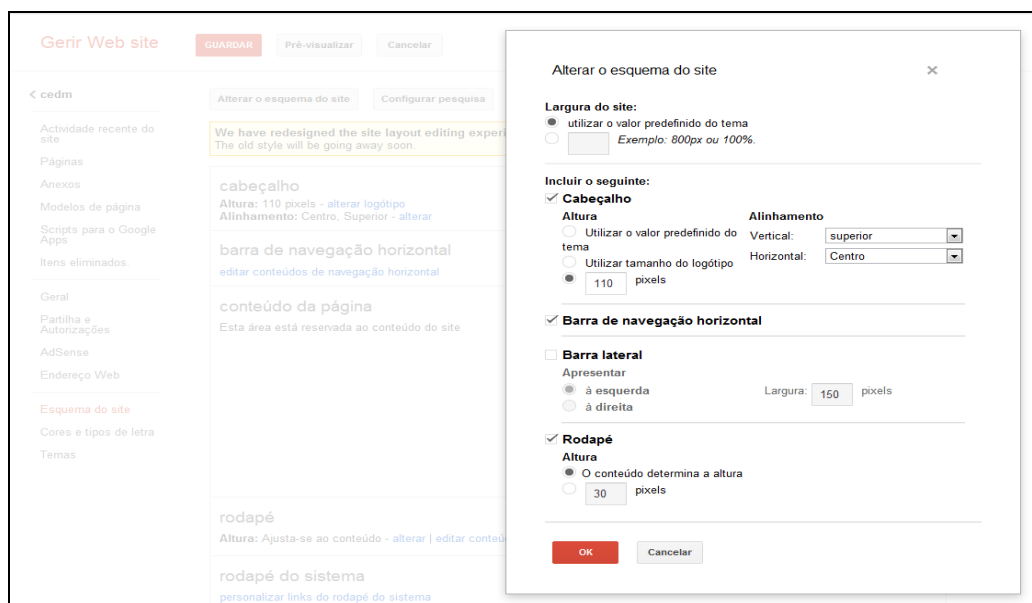 Gerir Web site
GUARDAR
Pré-visualizar
Cancelar
cedm
Actividade recente do
site
Páginas
Anexos
Modelos de página
Scripts para o Google
Apps
Itens eliminados.
Geral
Partilha e
Autorizações
AdSense
Endereço Web
Esquema do site
Cores e tipos de letra
Temas
Alterar o esquema do site
Configurar pesquisa
We have redesigned the site layout editing experi
The old style will be going away soon.
cabeçalho
Altura: 110 pixels - alterar logótipo
Alinhamento: Centro, Superior - alterar
barra de navegação horizontal
editar conteúdos de navegação horizontal
conteúdo da página
Esta área está reservada ao conteúdo do site
rodapé
Altura: Ajusta-se ao conteúdo - alterar | editar conteú
rodapé do sistema
personalizar links do rodapé do sistema
Alterar o esquema do site
Largura do site:
utilizar o valor predefinido do tema
Exemplo: 800px ou 100%.
Incluir o seguinte:
Cabeçalho
Altura
Utilizar o valor predefinido do
tema
Utilizar tamanho do logótipo
110 pixels
Alinhamento
Vertical: superior
Horizontal: Centro
Barra de navegação horizontal
Barra lateral
Apresentar
à esquerda
à direita
Largura: 150 pixels
Rodapé
Altura
O conteúdo determina a altura
30 pixels
OK
Cancelar